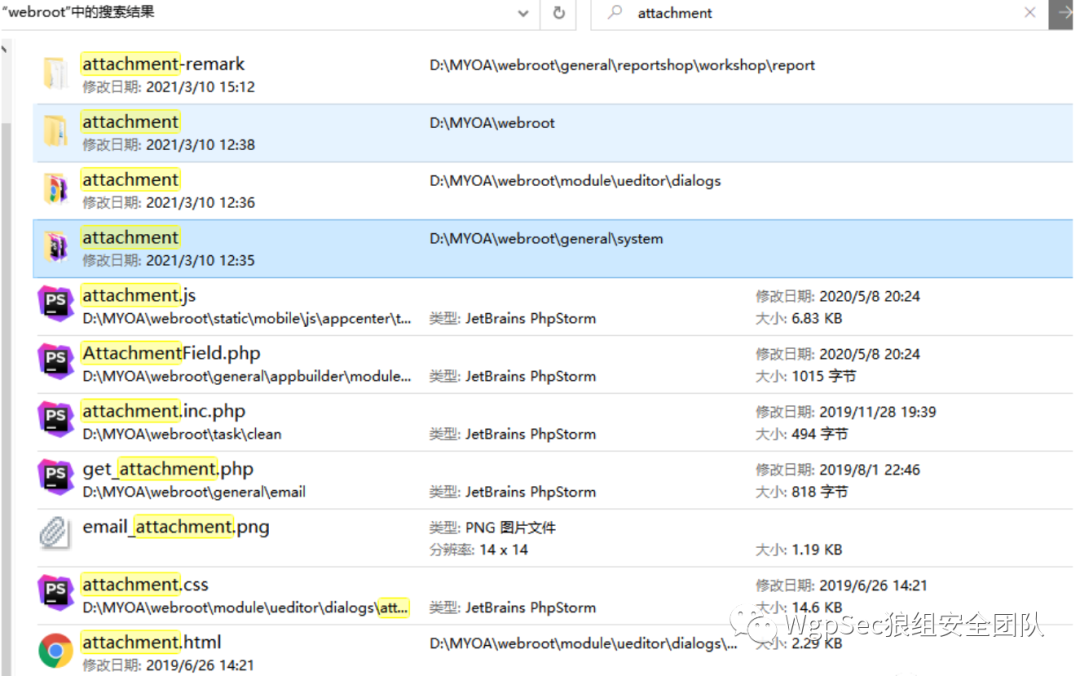 "webroot"中的搜索结果
attachment
attachment-remark
D:\MYOA\webroot\general\reportshop\workshop\report
修改日期: 2021/3/10 15:12
attachment
D:\MYOA\webroot
修改日期: 2021/3/10 12:38
attachment
D:\MYOA\webroot\module\ueditor\dialogs
修改日期: 2021/3/10 12:36
attachment
D:\MYOA\webroot\general\system
修改日期: 2021/3/10 12:35
PS
attachment.js
修改日期: 2020/5/8 20:24
D:\MYOA\webroot\static\mobile\js\appcenter\t...
类型: JetBrains PhpStorm
大小: 6.83 KB
PS
AttachmentField.php
修改日期: 2020/5/8 20:24
D:\MYOA\webroot\general\appbuilder\module...
类型: JetBrains PhpStorm
大小: 1015 字节
PS
attachment.inc.php
修改日期: 2019/11/28 19:39
D:\MYOA\webroot\task\clean
类型: JetBrains PhpStorm
大小: 494 字节
PS
get_attachment.php
修改日期: 2019/8/1 22:46
D:\MYOA\webroot\general\email
类型: JetBrains PhpStorm
大小: 818 字节
email_attachment.png
类型: PNG 图片文件
分辨率: 14 x 14
大小: 1.19 KB
PS
attachment.css
修改日期: 2019/6/26 14:21
D:\MYOA\webroot\module\ueditor\dialogs\att...
类型: JetBrains PhpStorm
大小: 14.6 KB
WgpSec狼组安全团队
attachment.html
D:\MYOA\webroot\module\ueditor\dialogs\...
大小: 2.29 KB
修改日期: 2019/6/26 14:21